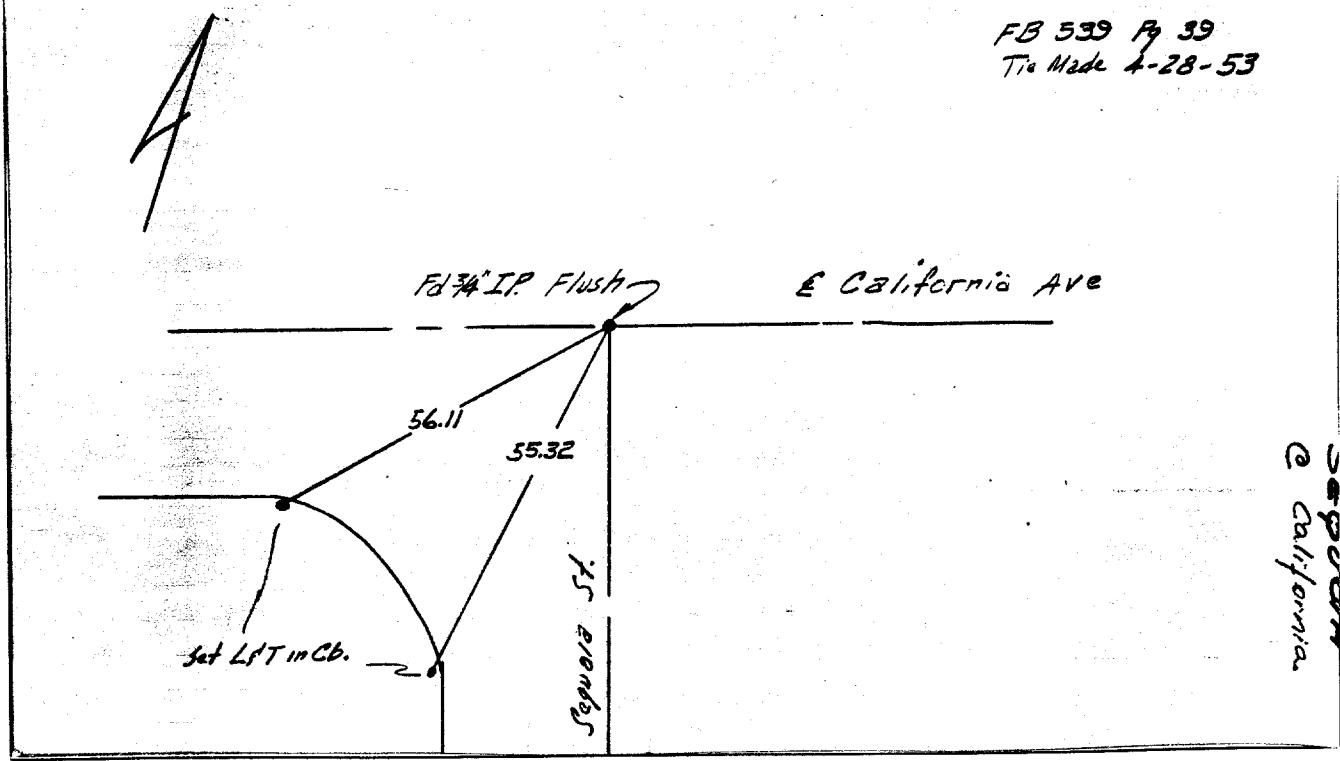 FB 539 Pg 39
Tie Made 4-28-53
Fd 3/4" I.P. Flush
℄ California Ave
56.11
55.32
Set L&T in Cb.
Sequoia St.
@ California